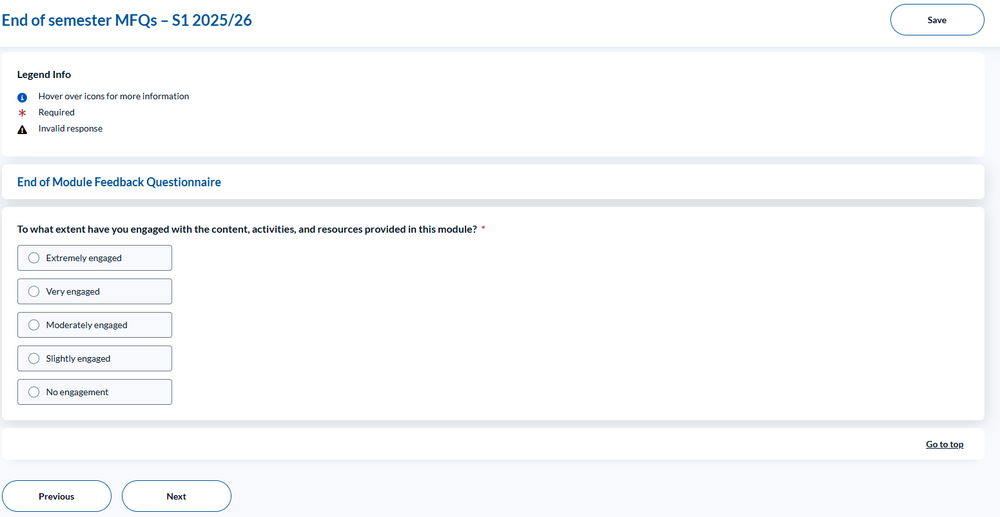 End of semester MFQs – S1 2025/26
Save
Legend Info
Hover over icons for more information
Required
Invalid response
End of Module Feedback Questionnaire
To what extent have you engaged with the content, activities, and resources provided in this module? *
Extremely engaged
Very engaged
Moderately engaged
Slightly engaged
No engagement
Go to top
Previous
Next